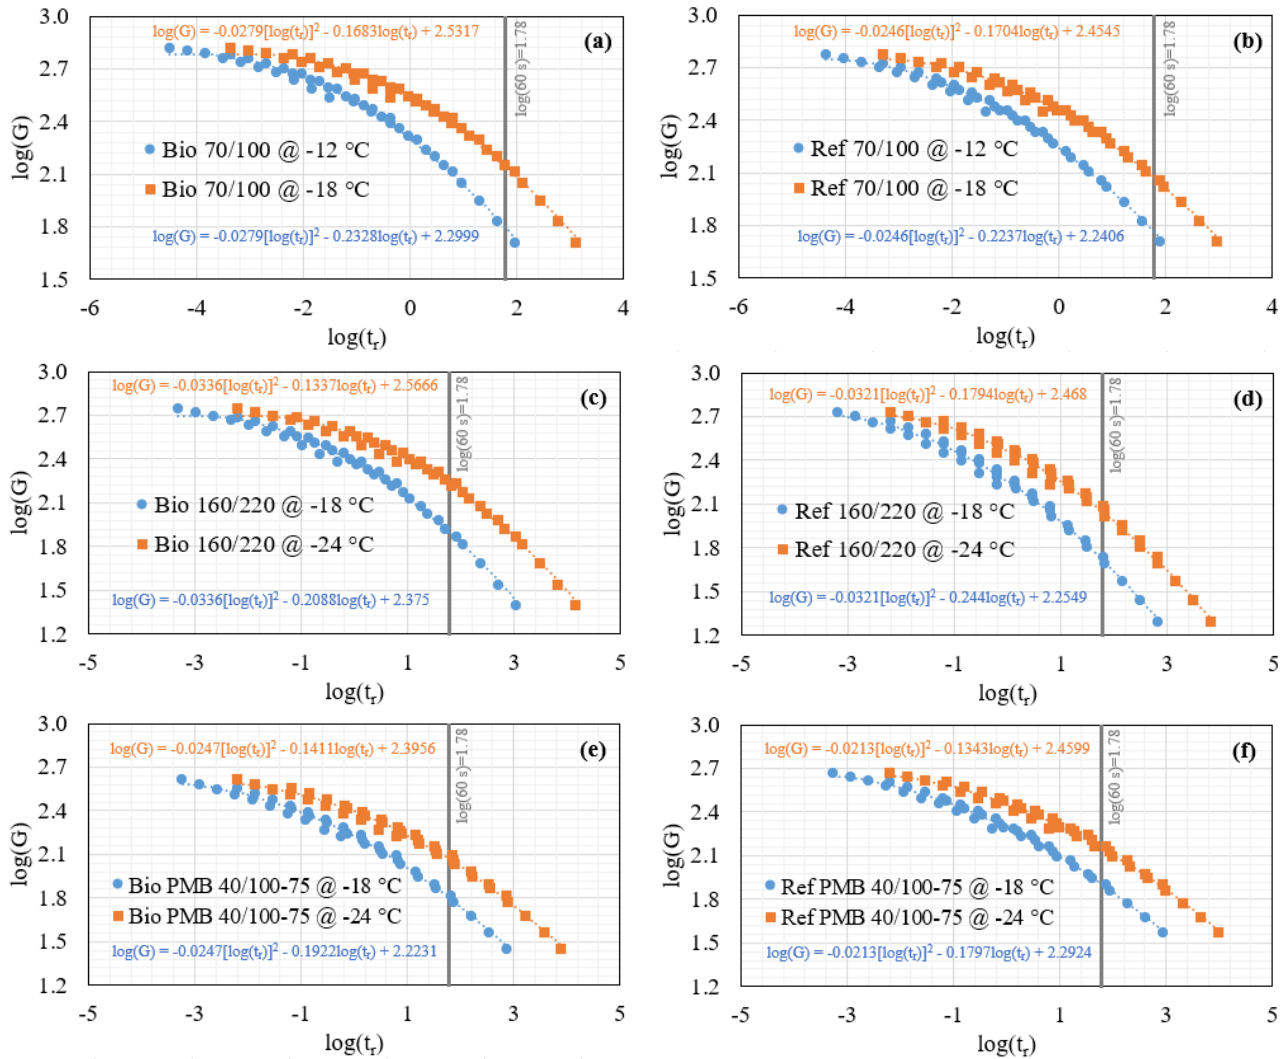 log(G) = -0.0279[log(tᵣ)]² - 0.1683log(tᵣ) + 2.5317
(a)
log(60 s)=1.78
Bio 70/100 @ -12 °C
Bio 70/100 @ -18 °C
log(G) = -0.0279[log(tᵣ)]² - 0.2328log(tᵣ) + 2.2999
3.0
2.7
2.4
2.1
1.8
1.5
log(G)
-6 -4 -2 0 2 4
log(tᵣ)
log(G) = -0.0246[log(tᵣ)]² - 0.1704log(tᵣ) + 2.4545
(b)
log(60 s)=1.78
Ref 70/100 @ -12 °C
Ref 70/100 @ -18 °C
log(G) = -0.0246[log(tᵣ)]² - 0.2237log(tᵣ) + 2.2406
3.0
2.7
2.4
2.1
1.8
1.5
log(G)
-6 -4 -2 0 2 4
log(tᵣ)
log(G) = -0.0336[log(tᵣ)]² - 0.1337log(tᵣ) + 2.5666
(c)
log(60 s)=1.78
Bio 160/220 @ -18 °C
Bio 160/220 @ -24 °C
log(G) = -0.0336[log(tᵣ)]² - 0.2088log(tᵣ) + 2.375
3.0
2.7
2.4
2.1
1.8
1.5
1.2
log(G)
-5 -3 -1 1 3 5
log(tᵣ)
log(G) = -0.0321[log(tᵣ)]² - 0.1794log(tᵣ) + 2.468
(d)
log(60 s)=1.78
Ref 160/220 @ -18 °C
Ref 160/220 @ -24 °C
log(G) = -0.0321[log(tᵣ)]² - 0.244log(tᵣ) + 2.2549
3.0
2.7
2.4
2.1
1.8
1.5
1.2
log(G)
-5 -3 -1 1 3 5
log(tᵣ)
log(G) = -0.0247[log(tᵣ)]² - 0.1411log(tᵣ) + 2.3956
(e)
log(60 s)=1.78
Bio PMB 40/100-75 @ -18 °C
Bio PMB 40/100-75 @ -24 °C
log(G) = -0.0247[log(tᵣ)]² - 0.1922log(tᵣ) + 2.2231
3.0
2.7
2.4
2.1
1.8
1.5
1.2
log(G)
-5 -3 -1 1 3 5
log(tᵣ)
log(G) = -0.0213[log(tᵣ)]² - 0.1343log(tᵣ) + 2.4599
(f)
log(60 s)=1.78
Ref PMB 40/100-75 @ -18 °C
Ref PMB 40/100-75 @ -24 °C
log(G) = -0.0213[log(tᵣ)]² - 0.1797log(tᵣ) + 2.2924
3.0
2.7
2.4
2.1
1.8
1.5
1.2
log(G)
-5 -3 -1 1 3 5
log(tᵣ)